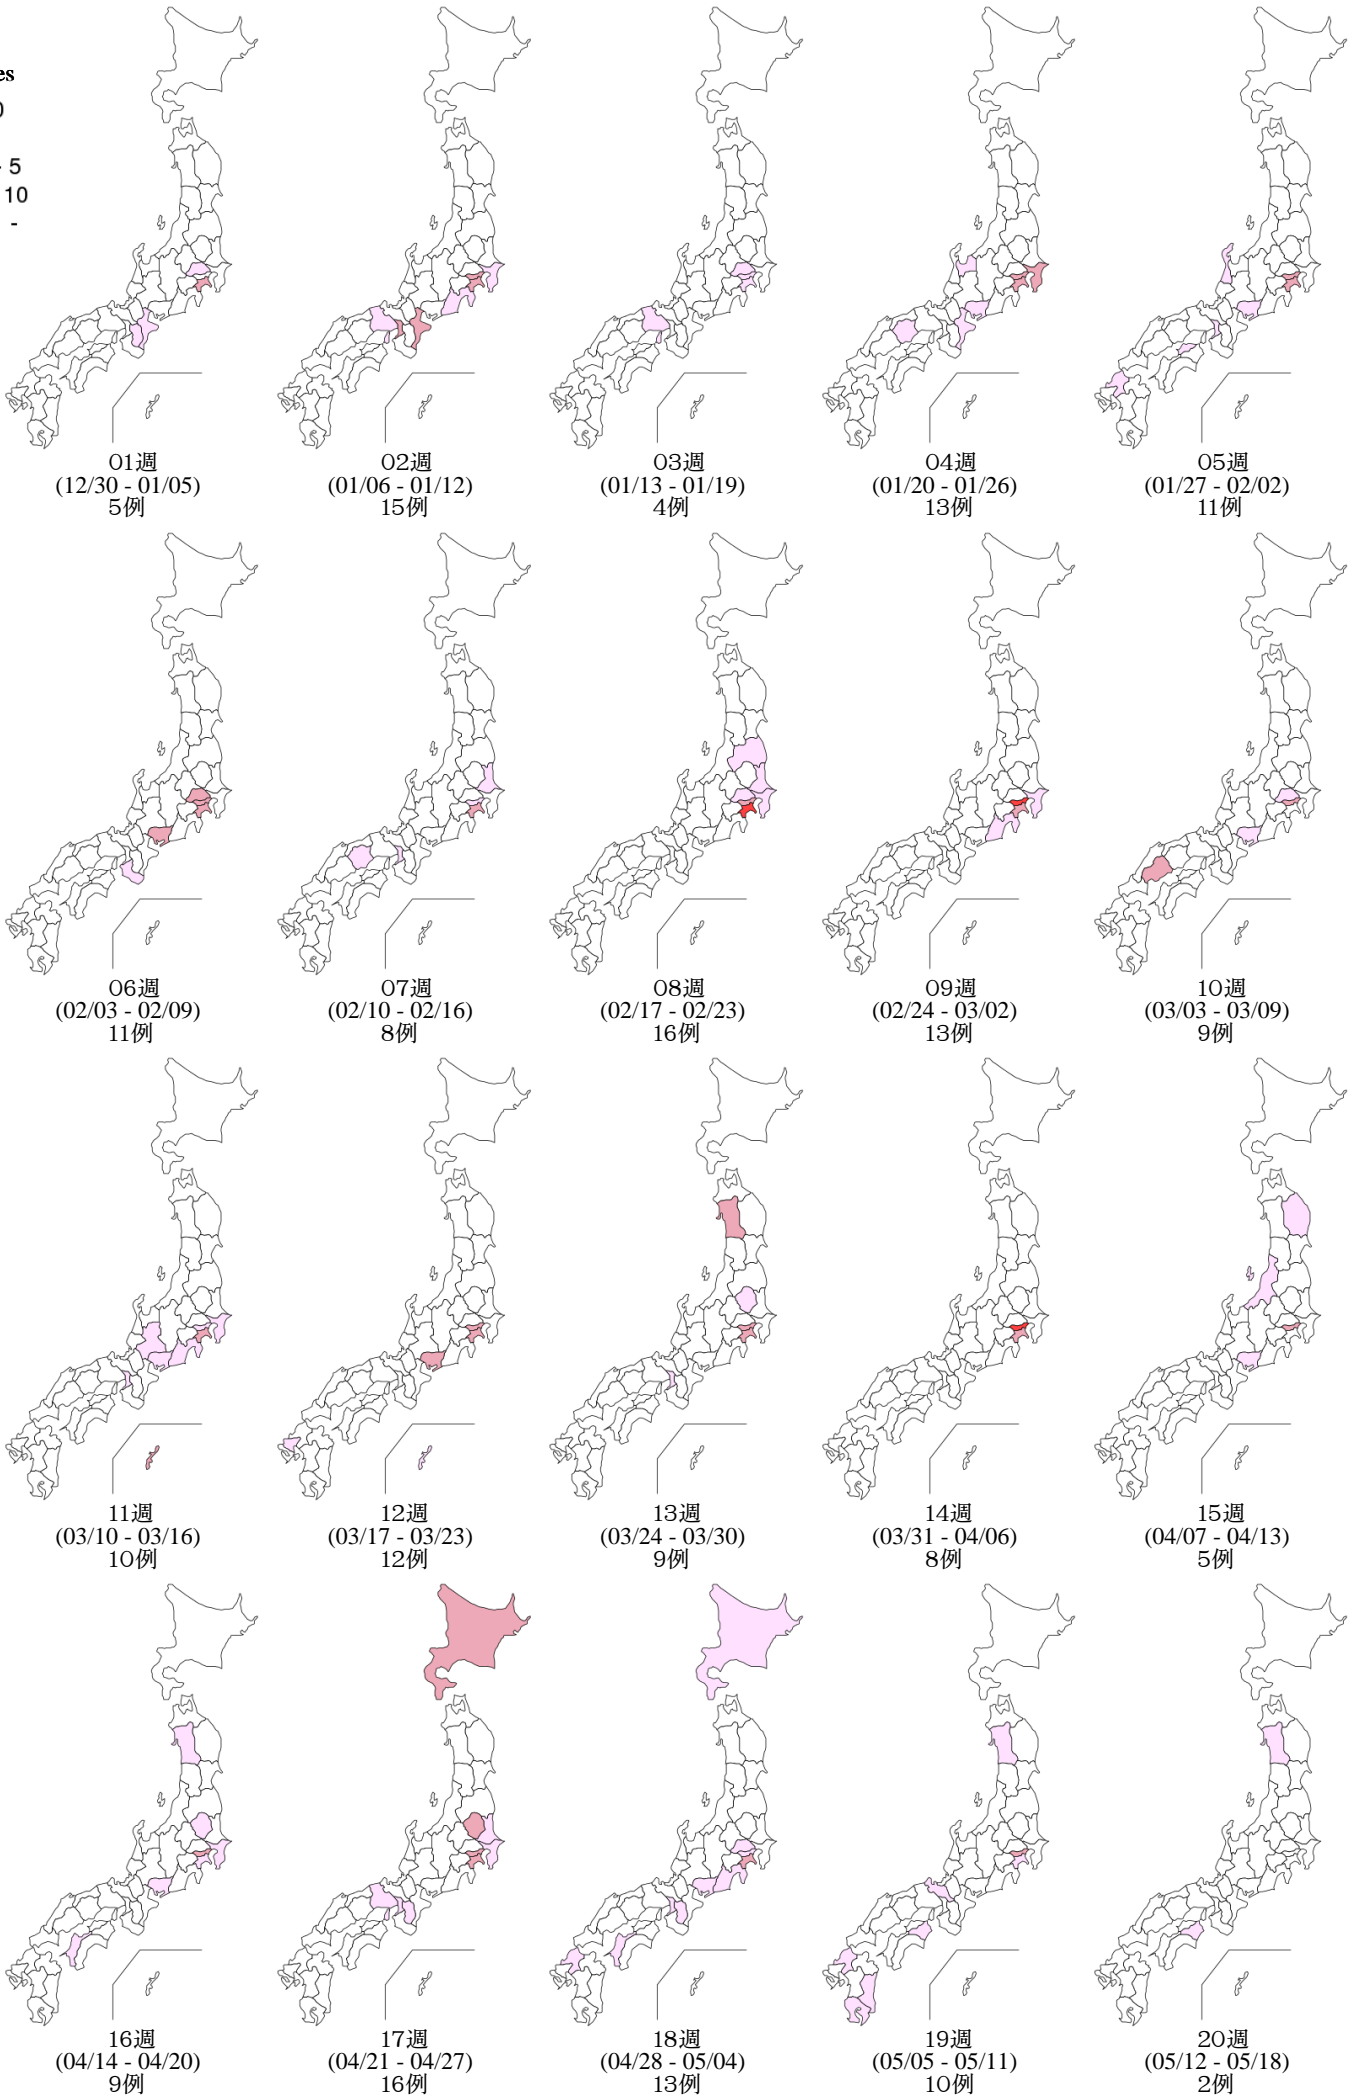 es
0
5
10
-
01週
(12/30 - 01/05)
5例
02週
(01/06 - 01/12)
15例
03週
(01/13 - 01/19)
4例
04週
(01/20 - 01/26)
13例
05週
(01/27 - 02/02)
11例
06週
(02/03 - 02/09)
11例
07週
(02/10 - 02/16)
8例
08週
(02/17 - 02/23)
16例
09週
(02/24 - 03/02)
13例
10週
(03/03 - 03/09)
9例
11週
(03/10 - 03/16)
10例
12週
(03/17 - 03/23)
12例
13週
(03/24 - 03/30)
9例
14週
(03/31 - 04/06)
8例
15週
(04/07 - 04/13)
5例
16週
(04/14 - 04/20)
9例
17週
(04/21 - 04/27)
16例
18週
(04/28 - 05/04)
13例
19週
(05/05 - 05/11)
10例
20週
(05/12 - 05/18)
2例